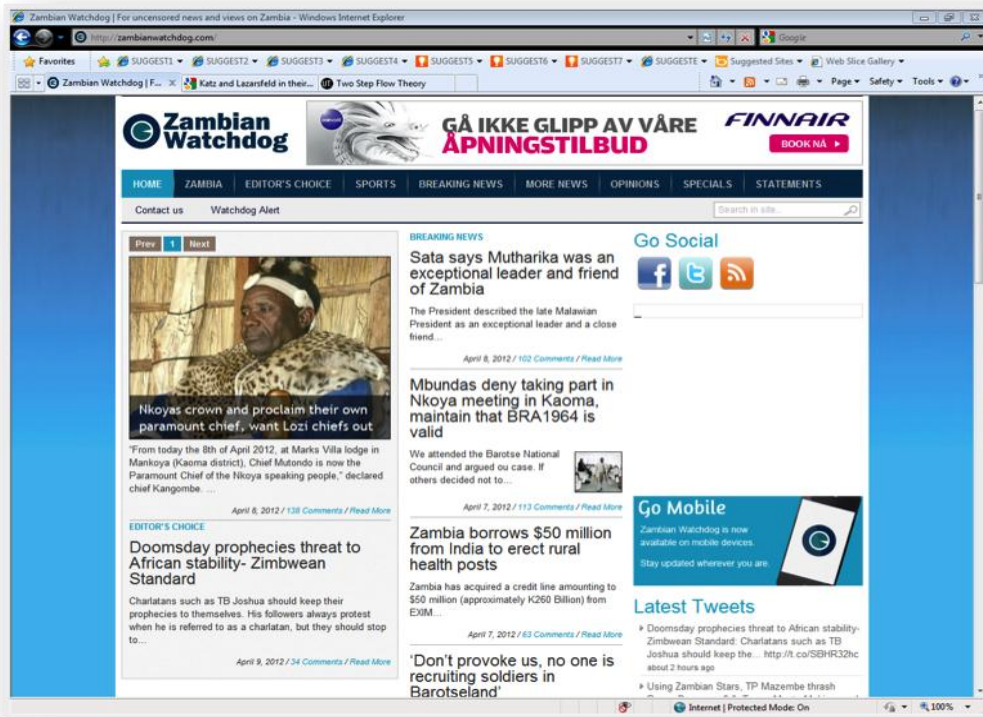 Zambian Watchdog | For uncensored news and views on Zambia - Windows Internet Explorer
http://zambianwatchdog.com/
Google
Favorites SUGGEST1 SUGGEST2 SUGGEST3 SUGGEST4 SUGGEST5 SUGGEST6 SUGGEST7 SUGGESTE Suggested Sites Web Slice Gallery
Zambian Watchdog | F... Katz and Lazarsfeld in their... Two Step Flow Theory Page Safety Tools
Zambian Watchdog
GÅ IKKE GLIPP AV VÅRE
ÅPNINGSTILBUD
FINNAIR
BOOK NÅ
HOME ZAMBIA EDITOR'S CHOICE SPORTS BREAKING NEWS MORE NEWS OPINIONS SPECIALS STATEMENTS
Contact us Watchdog Alert Search in site...
Prev 1 Next
Nkoyas crown and proclaim their own
paramount chief, want Lozi chiefs out
"From today the 8th of April 2012, at Marks Villa lodge in
Mankoya (Kaoma district), Chief Mutondo is now the
Paramount Chief of the Nkoya speaking people," declared
chief Kangombe. ...
April 8, 2012 / 138 Comments / Read More
EDITOR'S CHOICE
Doomsday prophecies threat to
African stability- Zimbwean
Standard
Charlatans such as TB Joshua should keep their
prophecies to themselves. His followers always protest
when he is referred to as a charlatan, but they should stop
to...
April 9, 2012 / 34 Comments / Read More
BREAKING NEWS
Sata says Mutharika was an
exceptional leader and friend
of Zambia
The President described the late Malawian
President as an exceptional leader and a close
friend...
April 8, 2012 / 102 Comments / Read More
Mbundas deny taking part in
Nkoya meeting in Kaoma,
maintain that BRA1964 is
valid
We attended the Barotse National
Council and argued ou case. If
others decided not to...
April 7, 2012 / 113 Comments / Read More
Zambia borrows $50 million
from India to erect rural
health posts
Zambia has acquired a credit line amounting to
$50 million (approximately K260 Billion) from
EXIM...
April 7, 2012 / 63 Comments / Read More
'Don't provoke us, no one is
recruiting soldiers in
Barotseland'
Go Social
Go Mobile
Zambian Watchdog is now
available on mobile devices.
Stay updated wherever you are.
Latest Tweets
Doomsday prophecies threat to African stability-
Zimbwean Standard: Charlatans such as TB
Joshua should keep the... http://t.co/SBHR32hc
about 2 hours ago
Using Zambian Stars, TP Mazembe thrash
Internet | Protected Mode: On 100%